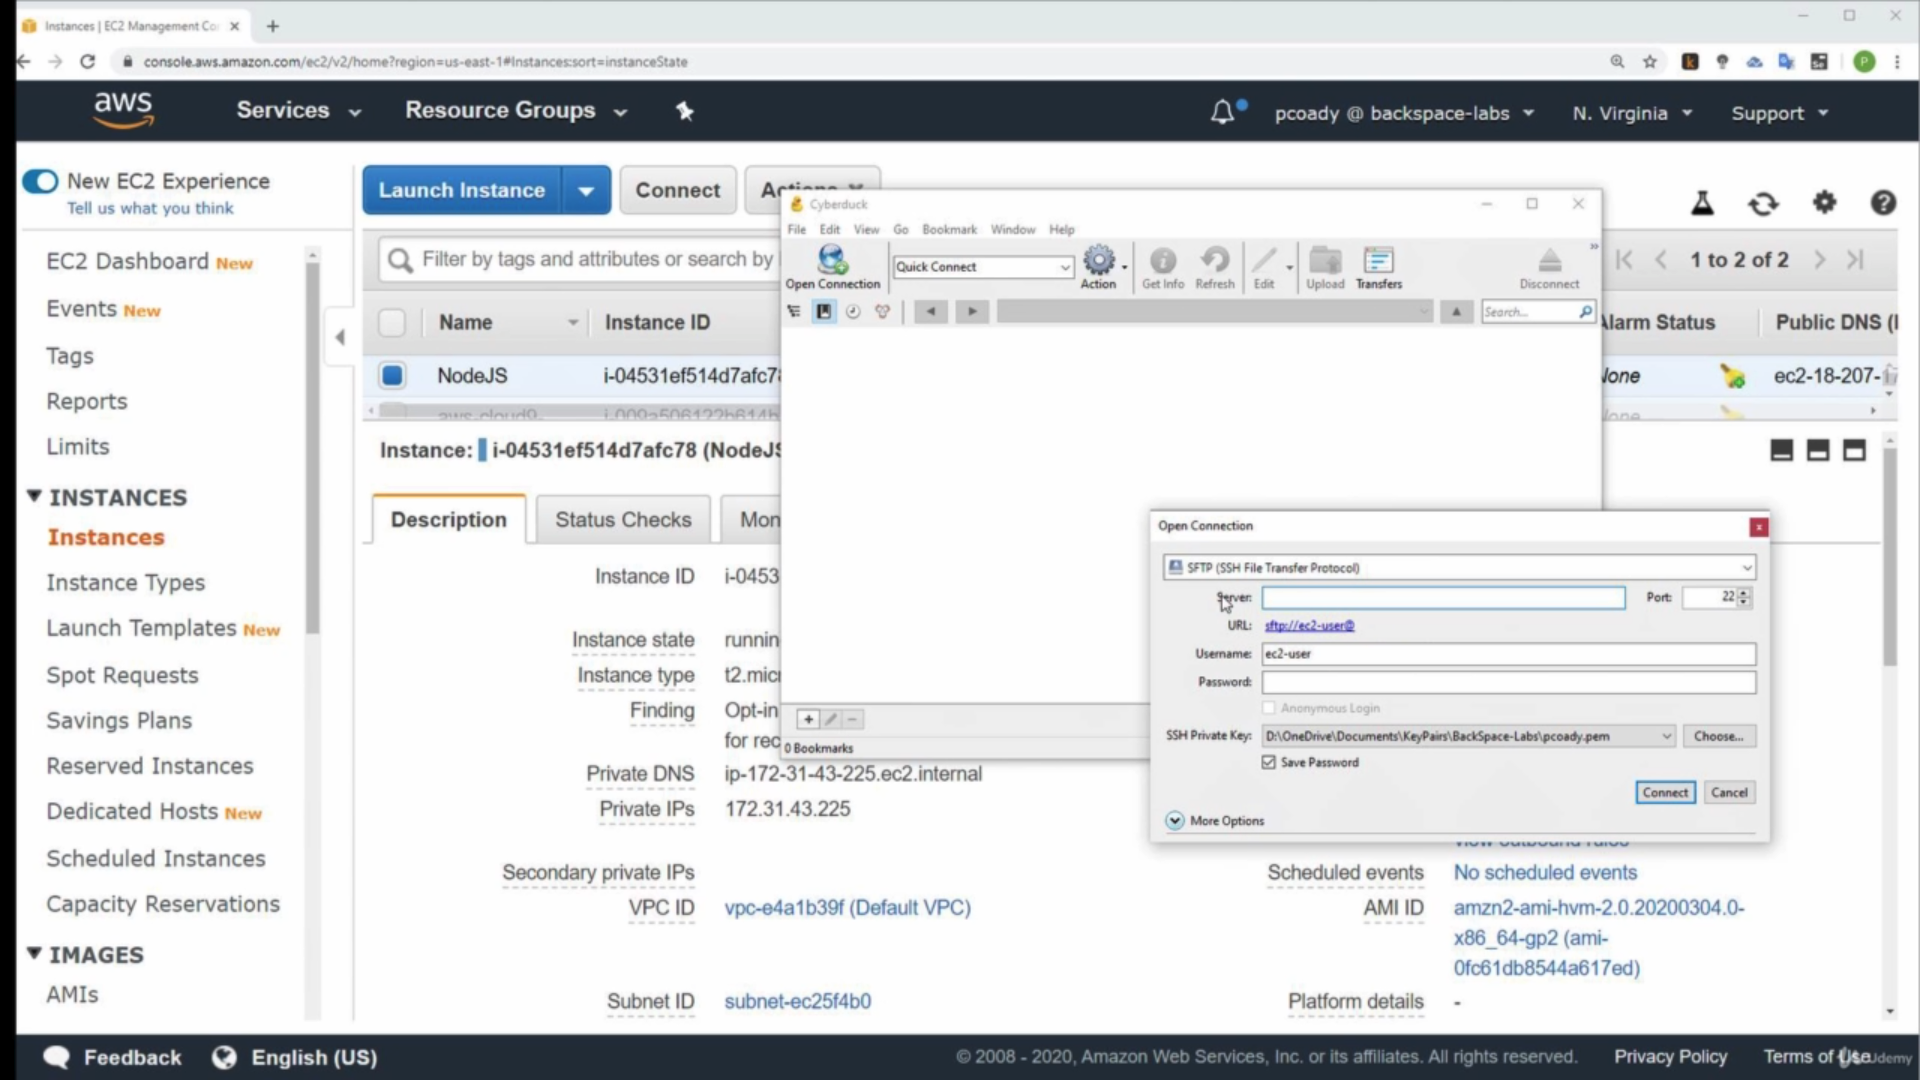 Instances | EC2 Management Co
console.aws.amazon.com/ec2/v2/home?region=us-east-1#Instances:sort=instanceState
P
aws
Services
Resource Groups
pcoady @ backspace-labs
N. Virginia
Support
New EC2 Experience
Tell us what you think
EC2 Dashboard New
Events New
Tags
Reports
Limits
INSTANCES
Instances
Instance Types
Launch Templates New
Spot Requests
Savings Plans
Reserved Instances
Dedicated Hosts New
Scheduled Instances
Capacity Reservations
IMAGES
AMIs
Launch Instance
Connect
Actions
Filter by tags and attributes or search by
1 to 2 of 2
Name
Instance ID
Alarm Status
Public DNS (I
NodeJS
i-04531ef514d7afc78
None
ec2-18-207-
aws-cloud9-
i-009a506122b614b
None
Instance: i-04531ef514d7afc78 (NodeJS
Description
Status Checks
Mon
Instance ID
i-0453
Instance state
runnin
Instance type
t2.mic
Finding
Opt-in
for rec
Private DNS
ip-172-31-43-225.ec2.internal
Private IPs
172.31.43.225
Secondary private IPs
VPC ID
vpc-e4a1b39f (Default VPC)
Subnet ID
subnet-ec25f4b0
view outbound rules
Scheduled events
No scheduled events
AMI ID
amzn2-ami-hvm-2.0.20200304.0-
x86_64-gp2 (ami-
0fc61db8544a617ed)
Platform details
-
Cyberduck
File Edit View Go Bookmark Window Help
Open Connection
Quick Connect
Action
Get Info
Refresh
Edit
Upload
Transfers
Disconnect
Search...
0 Bookmarks
Open Connection
SFTP (SSH File Transfer Protocol)
Server:
Port: 22
URL: sftp://ec2-user@
Username: ec2-user
Password:
Anonymous Login
SSH Private Key: D:\OneDrive\Documents\KeyPairs\BackSpace-Labs\pcoady.pem
Choose...
Save Password
Connect
Cancel
More Options
Feedback
English (US)
© 2008 - 2020, Amazon Web Services, Inc. or its affiliates. All rights reserved.
Privacy Policy
Terms of Use
Udemy